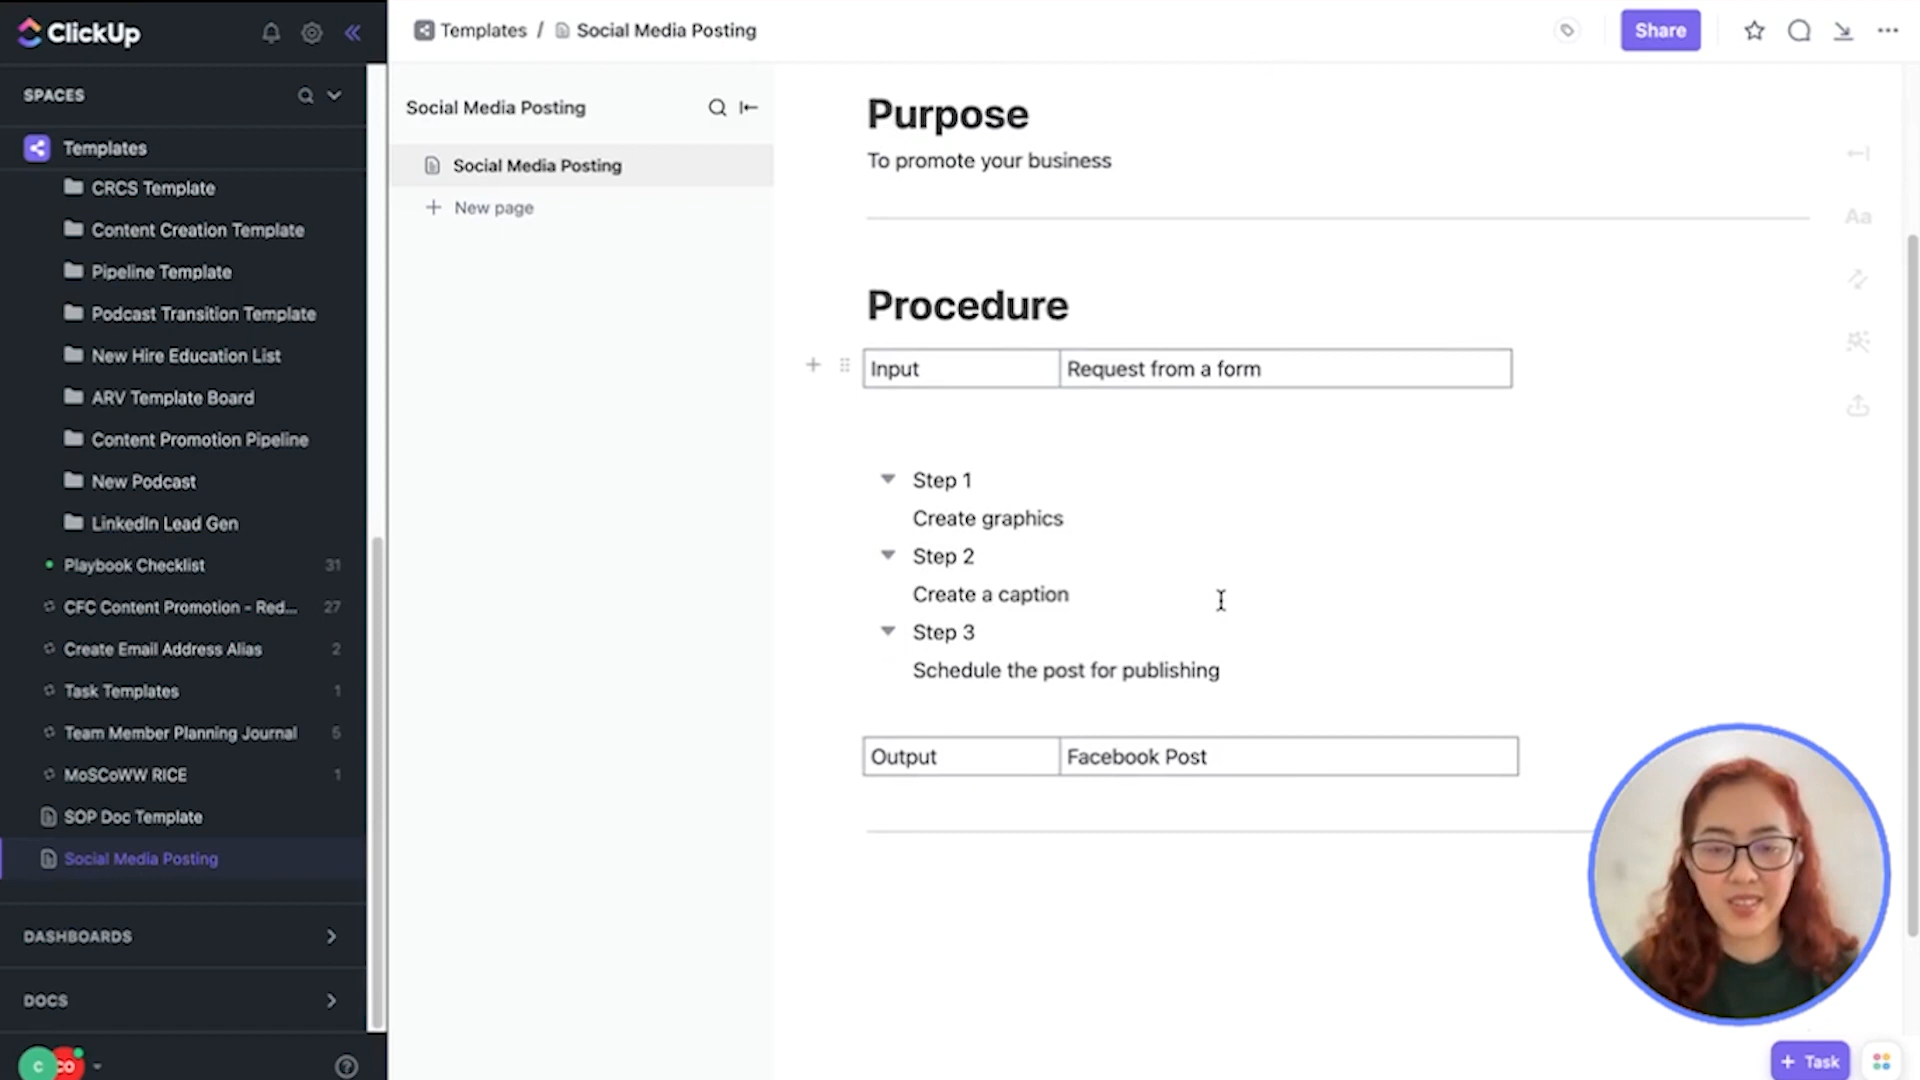 ClickUp
Templates / Social Media Posting
Share
SPACES
Templates
CRCS Template
Content Creation Template
Pipeline Template
Podcast Transition Template
New Hire Education List
ARV Template Board
Content Promotion Pipeline
New Podcast
LinkedIn Lead Gen
Playbook Checklist 31
CFC Content Promotion - Red... 27
Create Email Address Alias 2
Task Templates 1
Team Member Planning Journal 5
MoSCoWW RICE 1
SOP Doc Template
Social Media Posting
DASHBOARDS
DOCS
C
CO
Social Media Posting
Social Media Posting
+ New page
Purpose
To promote your business
Procedure
Input Request from a form
Step 1
Create graphics
Step 2
Create a caption
Step 3
Schedule the post for publishing
Output Facebook Post
Aa
+ Task